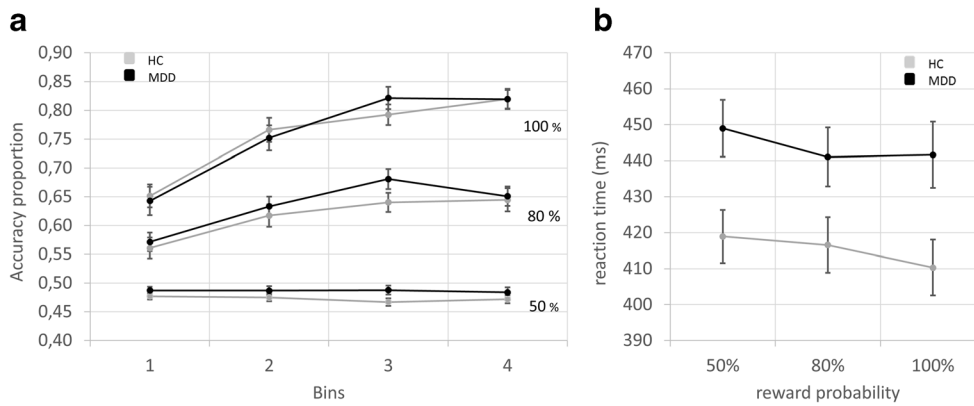 a
0,90
0,85
0,80
0,75
0,70
0,65
0,60
0,55
0,50
0,45
0,40
Accuracy proportion
HC
MDD
100 %
80 %
50 %
1 2 3 4
Bins
b
470
460
450
440
430
420
410
400
390
reaction time (ms)
HC
MDD
50% 80% 100%
reward probability